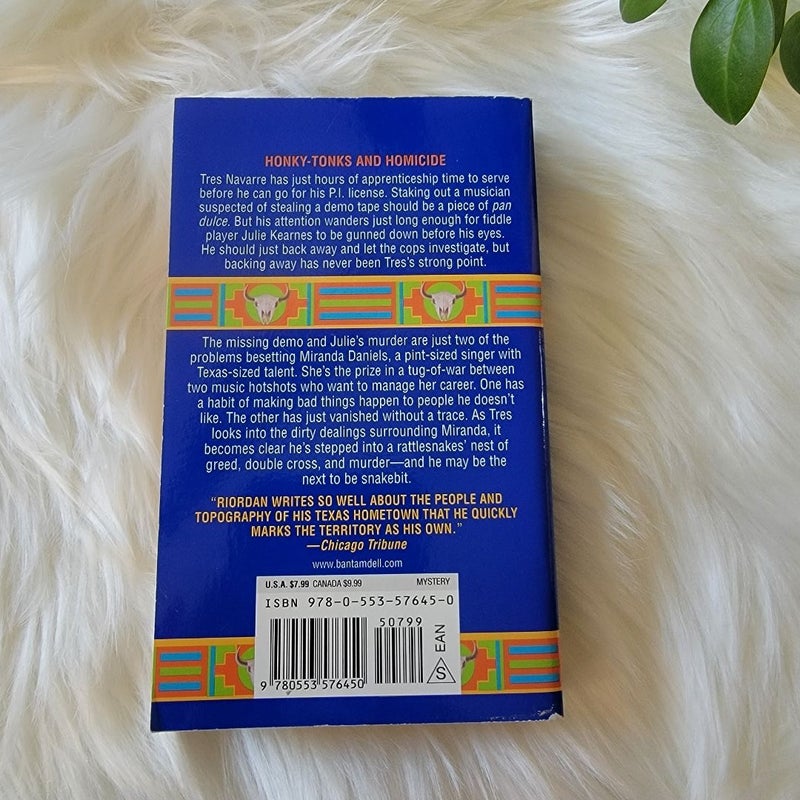 HONKY-TONKS AND HOMICIDE
Tres Navarre has just hours of apprenticeship time to serve
before he can go for his P.I. license. Staking out a musician
suspected of stealing a demo tape should be a piece of pan
dulce. But his attention wanders just long enough for fiddle
player Julie Kearnes to be gunned down before his eyes.
He should just back away and let the cops investigate, but
backing away has never been Tres's strong point.
The missing demo and Julie's murder are just two of the
problems besetting Miranda Daniels, a pint-sized singer with
Texas-sized talent. She's the prize in a tug-of-war between
two music hotshots who want to manage her career. One has
a habit of making bad things happen to people he doesn't
like. The other has just vanished without a trace. As Tres
looks into the dirty dealings surrounding Miranda, it
becomes clear he's stepped into a rattlesnakes' nest of
greed, double cross, and murder—and he may be the
next to be snakebit.
"RIORDAN WRITES SO WELL ABOUT THE PEOPLE AND
TOPOGRAPHY OF HIS TEXAS HOMETOWN THAT HE QUICKLY
MARKS THE TERRITORY AS HIS OWN."
—Chicago Tribune
www.bantamdell.com
U.S.A. $7.99 CANADA $9.99 MYSTERY
ISBN 978-0-553-57645-0
50799
EAN
S
9 780553 576450